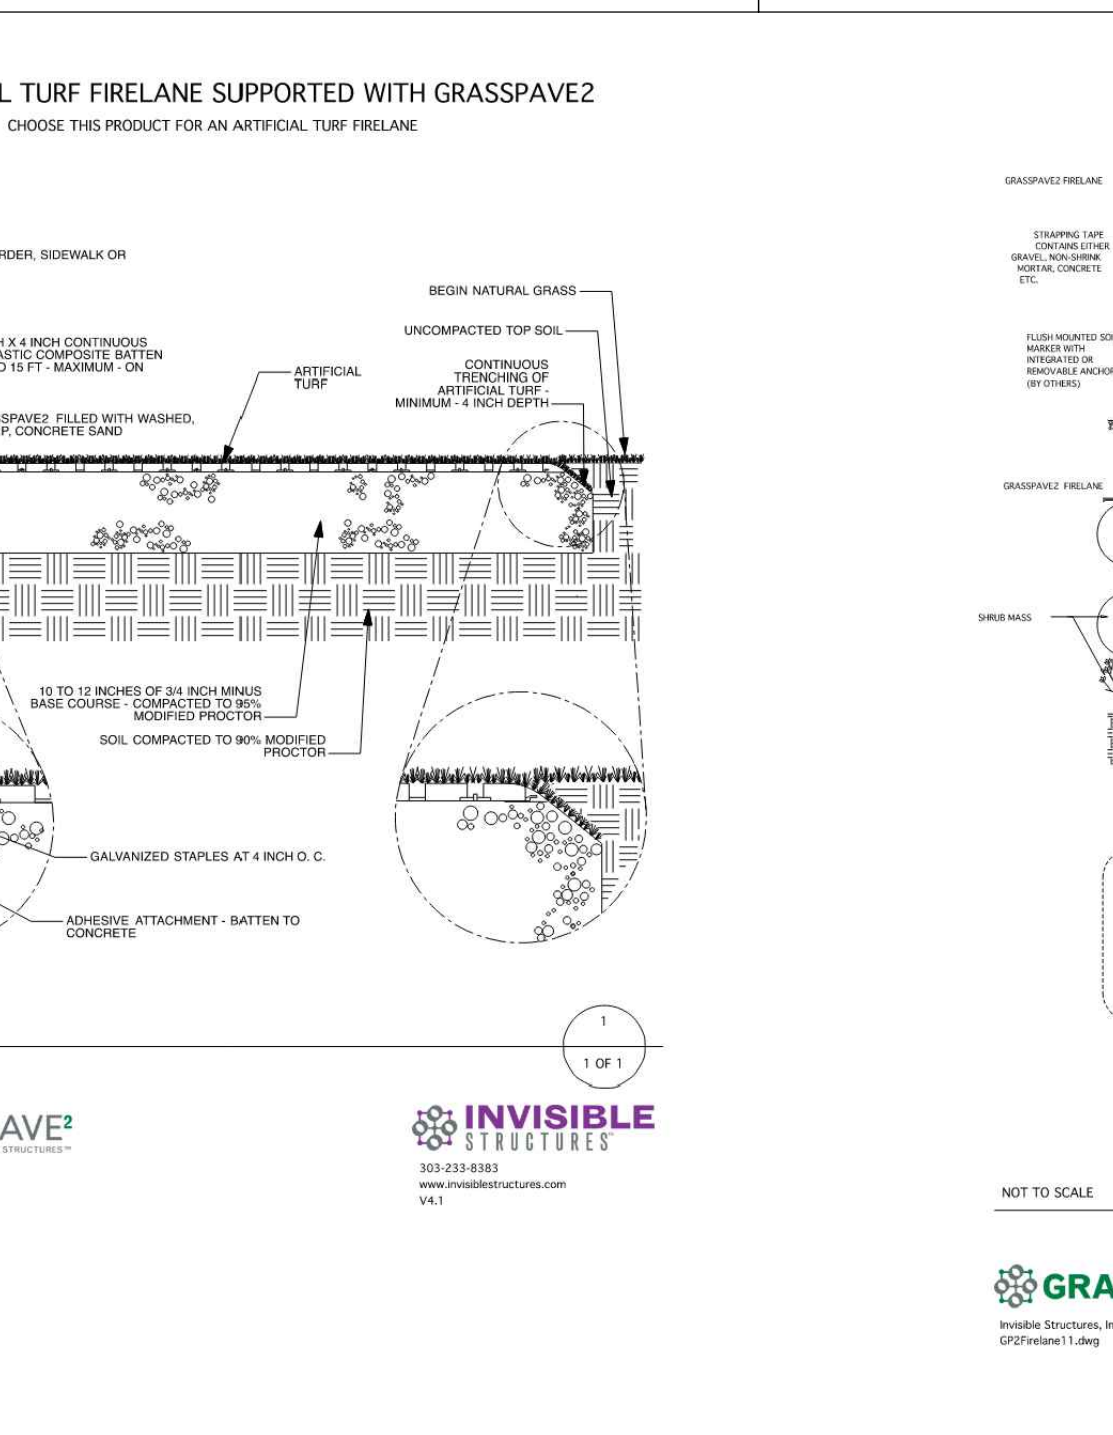 L TURF FIRELANE SUPPORTED WITH GRASSPAVE2
CHOOSE THIS PRODUCT FOR AN ARTIFICIAL TURF FIRELANE
RDER, SIDEWALK OR
H X 4 INCH CONTINUOUS
ASTIC COMPOSITE BATTEN
D 15 FT - MAXIMUM - ON
SSPAVE2 FILLED WITH WASHED,
P, CONCRETE SAND
ARTIFICIAL
TURF
BEGIN NATURAL GRASS
UNCOMPACTED TOP SOIL
CONTINUOUS
TRENCHING OF
ARTIFICIAL TURF -
MINIMUM - 4 INCH DEPTH
10 TO 12 INCHES OF 3/4 INCH MINUS
BASE COURSE - COMPACTED TO 95%
MODIFIED PROCTOR
SOIL COMPACTED TO 90% MODIFIED
PROCTOR
GALVANIZED STAPLES AT 4 INCH O. C.
ADHESIVE ATTACHMENT - BATTEN TO
CONCRETE
1
1 OF 1
AVE2
STRUCTURES™
INVISIBLE
STRUCTURES™
303-233-8383
www.invisiblestructures.com
V4.1
GRASSPAVE2 FIRELANE
STRAPPING TAPE
CONTAINS EITHER
GRAVEL, NON-SHRINK
MORTAR, CONCRETE
ETC.
FLUSH MOUNTED SO
MARKER WITH
INTEGRATED OR
REMOVABLE ANCHOR
(BY OTHERS)
GRASSPAVE2 FIRELANE
SHRUB MASS
NOT TO SCALE
GRA
Invisible Structures, In
GP2Firelane11.dwg